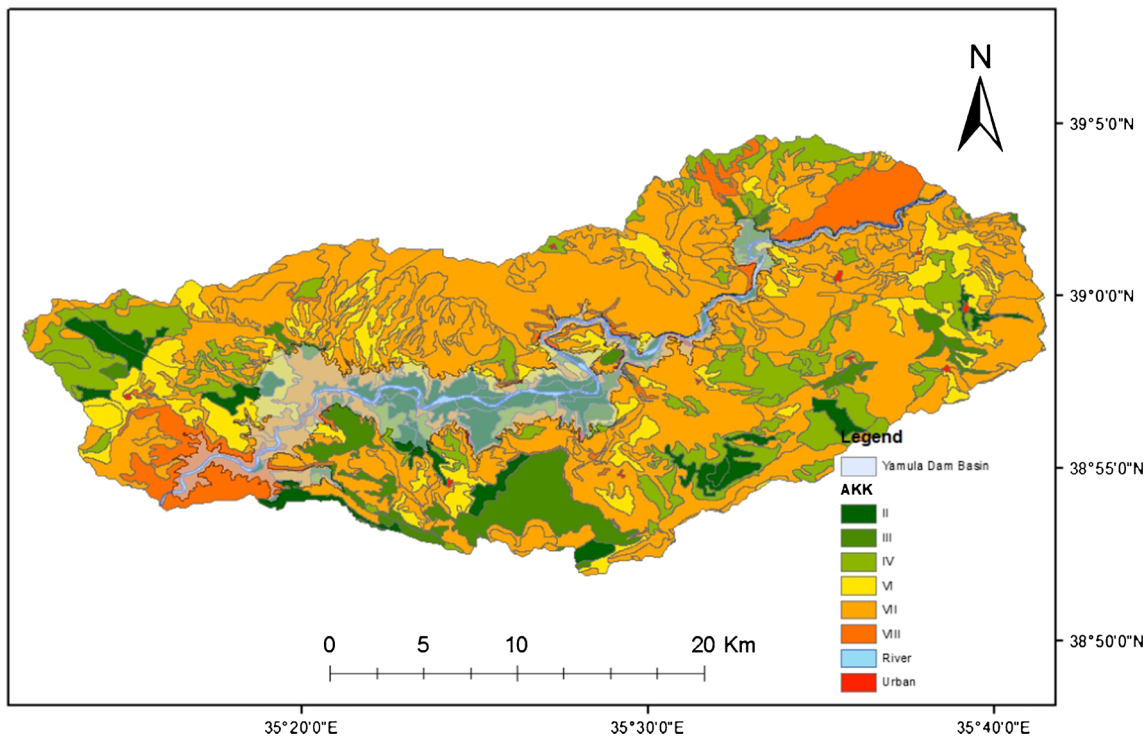 N
39°5'0"N
39°0'0"N
38°55'0"N
38°50'0"N
Legend
Yamula Dam Basin
AKK
II
III
IV
VI
VII
VIII
River
Urban
0 5 10 20 Km
35°20'0"E 35°30'0"E 35°40'0"E